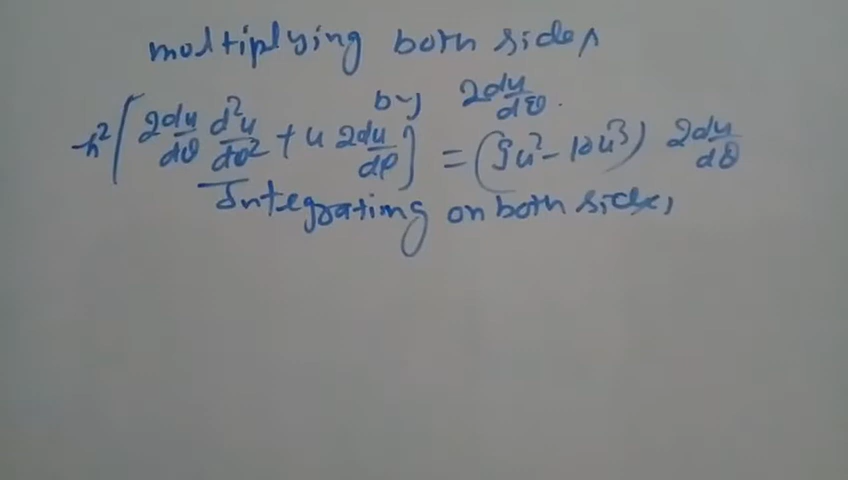 multiplying both sides
by 2du/dθ.
h²[2du/dθ d²u/dθ² + u 2du/dθ] = (9u² - 10u³) 2du/dθ
Integrating on both sides,